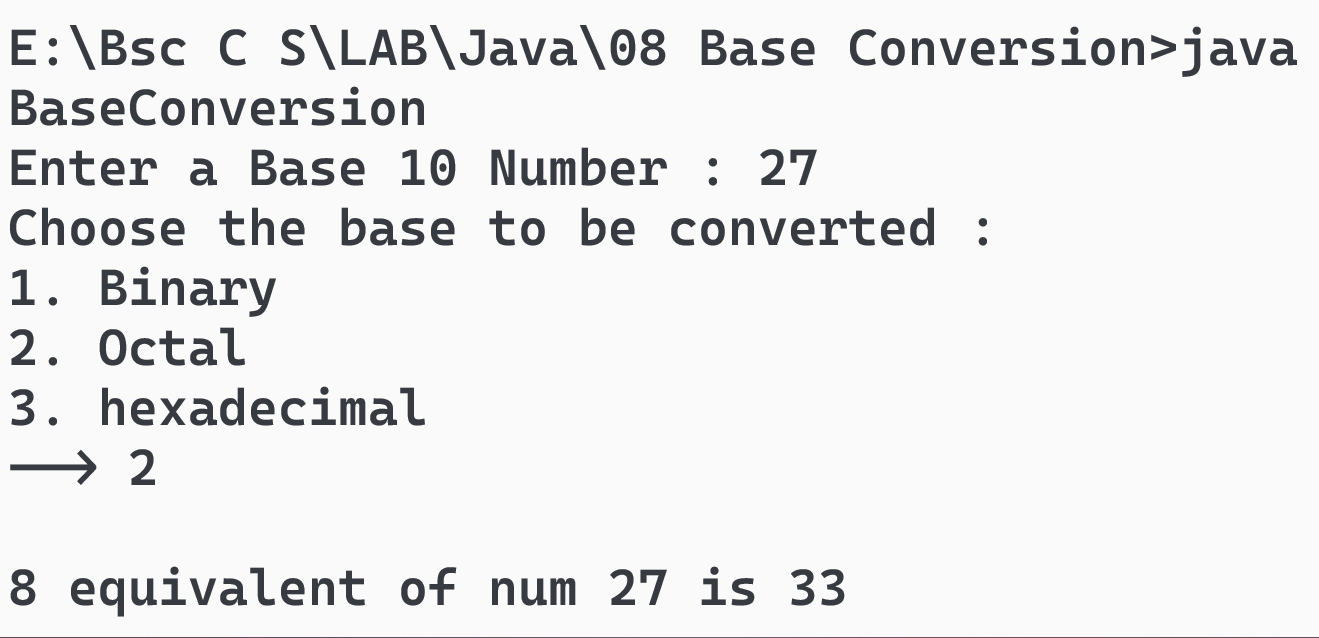 E:\Bsc C S\LAB\Java\08 Base Conversion>java
BaseConversion
Enter a Base 10 Number : 27
Choose the base to be converted :
1. Binary
2. Octal
3. hexadecimal
---> 2
8 equivalent of num 27 is 33